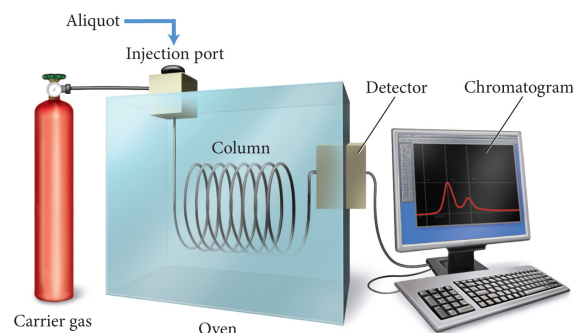 Aliquot
Injection port
Detector
Chromatogram
Column
Carrier gas
Oven